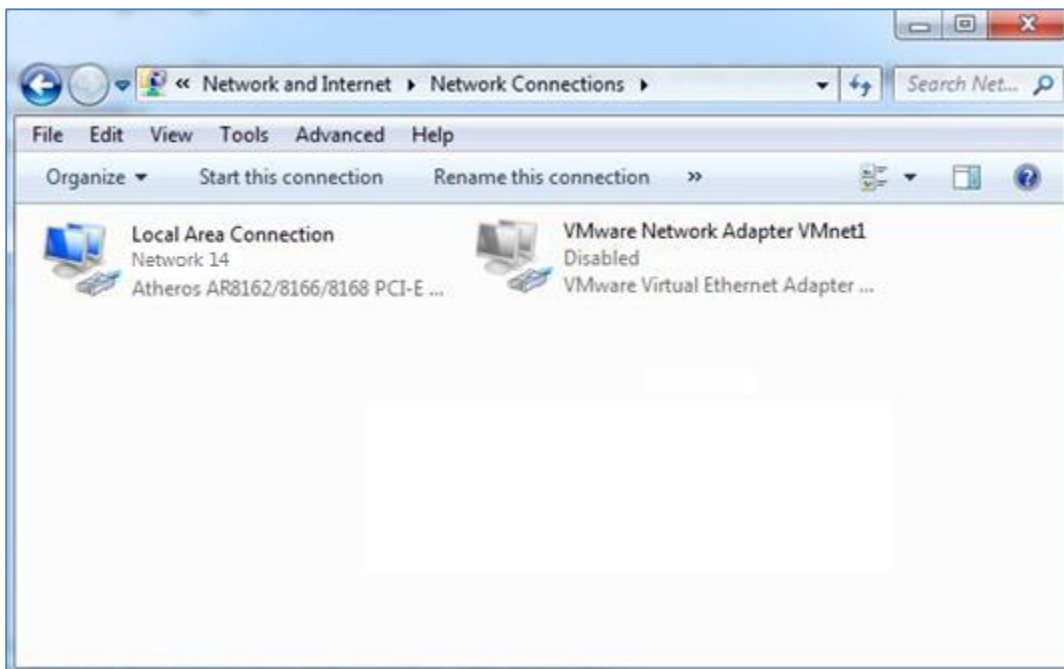 « Network and Internet ▸ Network Connections ▸
Search Net...
File Edit View Tools Advanced Help
Organize ▾ Start this connection Rename this connection »
Local Area Connection
Network 14
Atheros AR8162/8166/8168 PCI-E ...
VMware Network Adapter VMnet1
Disabled
VMware Virtual Ethernet Adapter ...